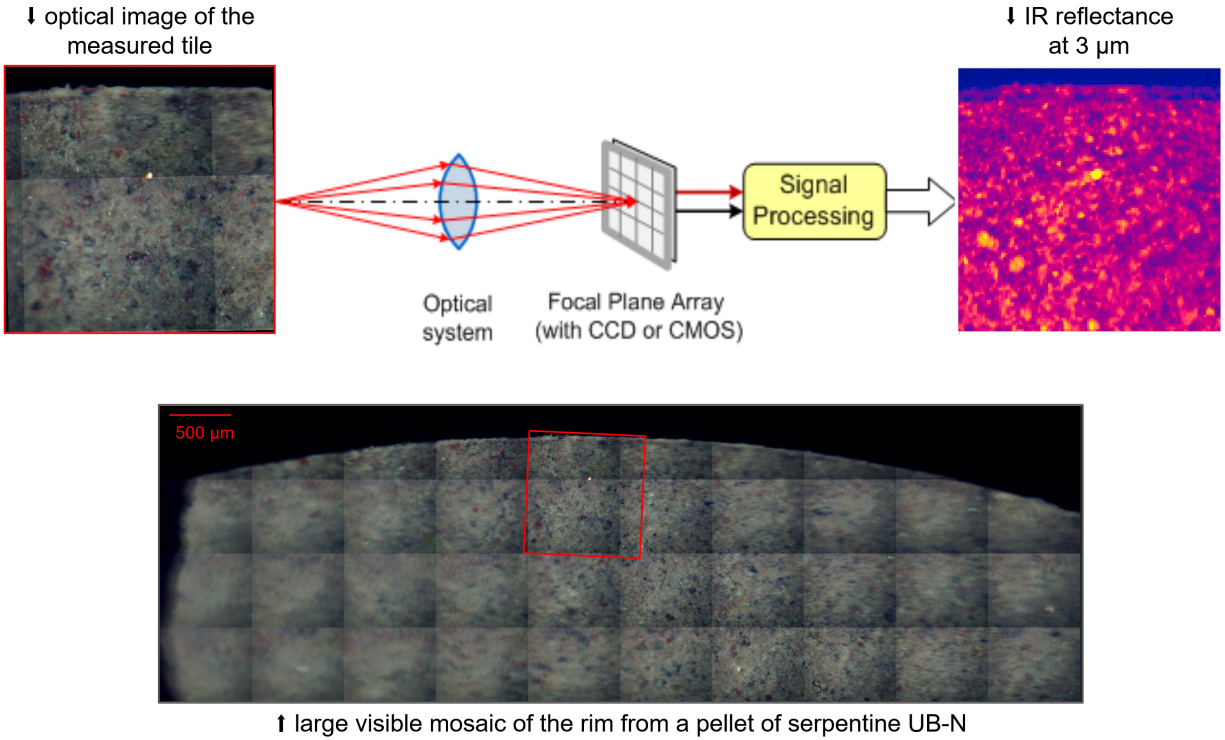 ⬇ optical image of the
measured tile
⬇ IR reflectance
at 3 µm
Signal
Processing
Optical
system
Focal Plane Array
(with CCD or CMOS)
500 µm
⬆ large visible mosaic of the rim from a pellet of serpentine UB-N